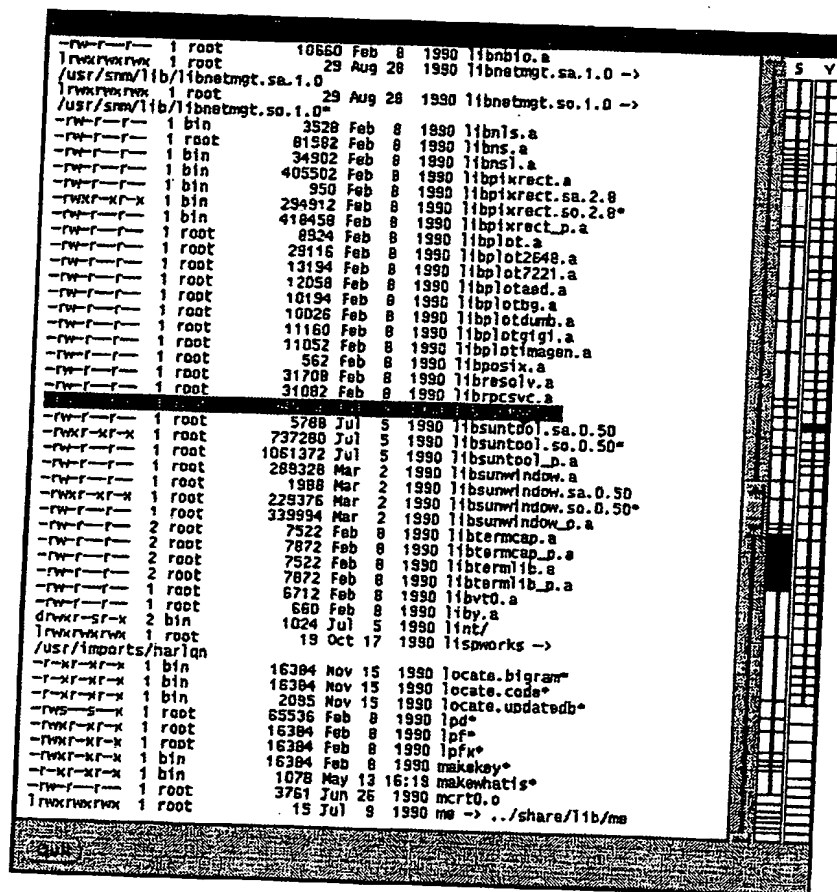 -rw-r--r-- 1 root 10660 Feb 8 1990 libnbio.a
lrwxrwxrwx 1 root 29 Aug 28 1990 libnetmgt.sa.1.0 ->
/usr/snm/lib/libnetmgt.sa.1.0
lrwxrwxrwx 1 root 29 Aug 28 1990 libnetmgt.so.1.0 ->
/usr/snm/lib/libnetmgt.so.1.0*
-rw-r--r-- 1 bin 3528 Feb 8 1990 libnls.a
-rw-r--r-- 1 root 81582 Feb 8 1990 libns.a
-rw-r--r-- 1 bin 34902 Feb 8 1990 libnsl.a
-rw-r--r-- 1 bin 405502 Feb 8 1990 libpixrect.a
-rw-r--r-- 1 bin 950 Feb 8 1990 libpixrect.sa.2.8
-rwxr-xr-x 1 bin 294912 Feb 8 1990 libpixrect.so.2.8*
-rw-r--r-- 1 bin 418458 Feb 8 1990 libpixrect_p.a
-rw-r--r-- 1 root 8924 Feb 8 1990 libplot.a
-rw-r--r-- 1 root 29116 Feb 8 1990 libplot2648.a
-rw-r--r-- 1 root 13194 Feb 8 1990 libplot7221.a
-rw-r--r-- 1 root 12058 Feb 8 1990 libplotaed.a
-rw-r--r-- 1 root 10194 Feb 8 1990 libplotbg.a
-rw-r--r-- 1 root 10026 Feb 8 1990 libplotdumb.a
-rw-r--r-- 1 root 11160 Feb 8 1990 libplotgigi.a
-rw-r--r-- 1 root 11052 Feb 8 1990 libplotimagen.a
-rw-r--r-- 1 root 562 Feb 8 1990 libposix.a
-rw-r--r-- 1 root 31708 Feb 8 1990 libresolv.a
-rw-r--r-- 1 root 31082 Feb 8 1990 librpcsvc.a
-rw-r--r-- 1 root 5788 Jul 5 1990 libsuntool.sa.0.50
-rwxr-xr-x 1 root 737280 Jul 5 1990 libsuntool.so.0.50*
-rw-r--r-- 1 root 1061372 Jul 5 1990 libsuntool_p.a
-rw-r--r-- 1 root 289328 Mar 2 1990 libsunwindow.a
-rw-r--r-- 1 root 1988 Mar 2 1990 libsunwindow.sa.0.50
-rwxr-xr-x 1 root 229376 Mar 2 1990 libsunwindow.so.0.50*
-rw-r--r-- 1 root 339994 Mar 2 1990 libsunwindow_p.a
-rw-r--r-- 2 root 7522 Feb 8 1990 libtermcap.a
-rw-r--r-- 2 root 7872 Feb 8 1990 libtermcap_p.a
-rw-r--r-- 2 root 7522 Feb 8 1990 libtermlib.a
-rw-r--r-- 2 root 7872 Feb 8 1990 libtermlib_p.a
-rw-r--r-- 1 root 6712 Feb 8 1990 libvt0.a
-rw-r--r-- 1 root 660 Feb 8 1990 liby.a
drwxr-sr-x 2 bin 1024 Jul 5 1990 lint/
lrwxrwxrwx 1 root 19 Oct 17 1990 lispworks ->
/usr/imports/harlqn
-r-xr-xr-x 1 bin 16384 Nov 15 1990 locate.bigram*
-r-xr-xr-x 1 bin 16384 Nov 15 1990 locate.code*
-r-xr-xr-x 1 bin 2095 Nov 15 1990 locate.updatedb*
-rws--s--x 1 root 65536 Feb 8 1990 lpd*
-rwxr-xr-x 1 root 16384 Feb 8 1990 lpf*
-rwxr-xr-x 1 root 16384 Feb 8 1990 lpfx*
-rwxr-xr-x 1 bin 16384 Feb 8 1990 makekey*
-r-xr-xr-x 1 bin 1078 May 13 16:19 makewhatis*
-rw-r--r-- 1 root 3761 Jun 26 1990 mcrt0.o
lrwxrwxrwx 1 root 15 Jul 9 1990 me -> ../share/lib/me
S Y
Quit